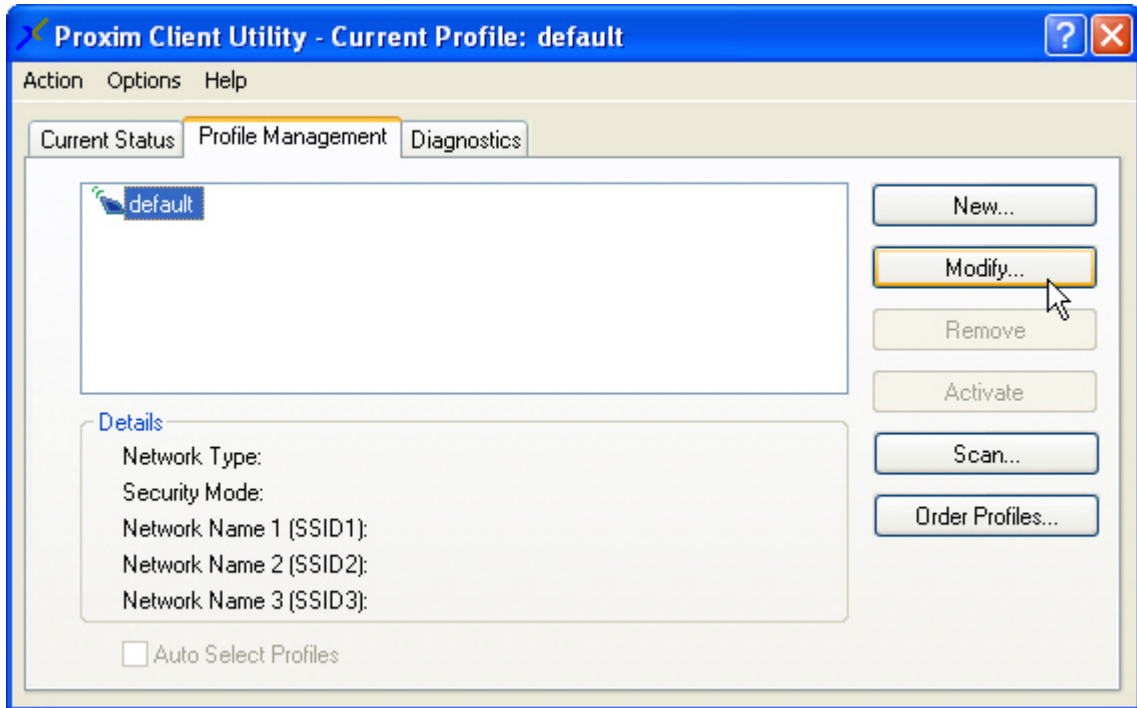 Proxim Client Utility - Current Profile: default
Action Options Help
Current Status Profile Management Diagnostics
default
New...
Modify...
Remove
Activate
Scan...
Order Profiles...
Details
Network Type:
Security Mode:
Network Name 1 (SSID1):
Network Name 2 (SSID2):
Network Name 3 (SSID3):
Auto Select Profiles